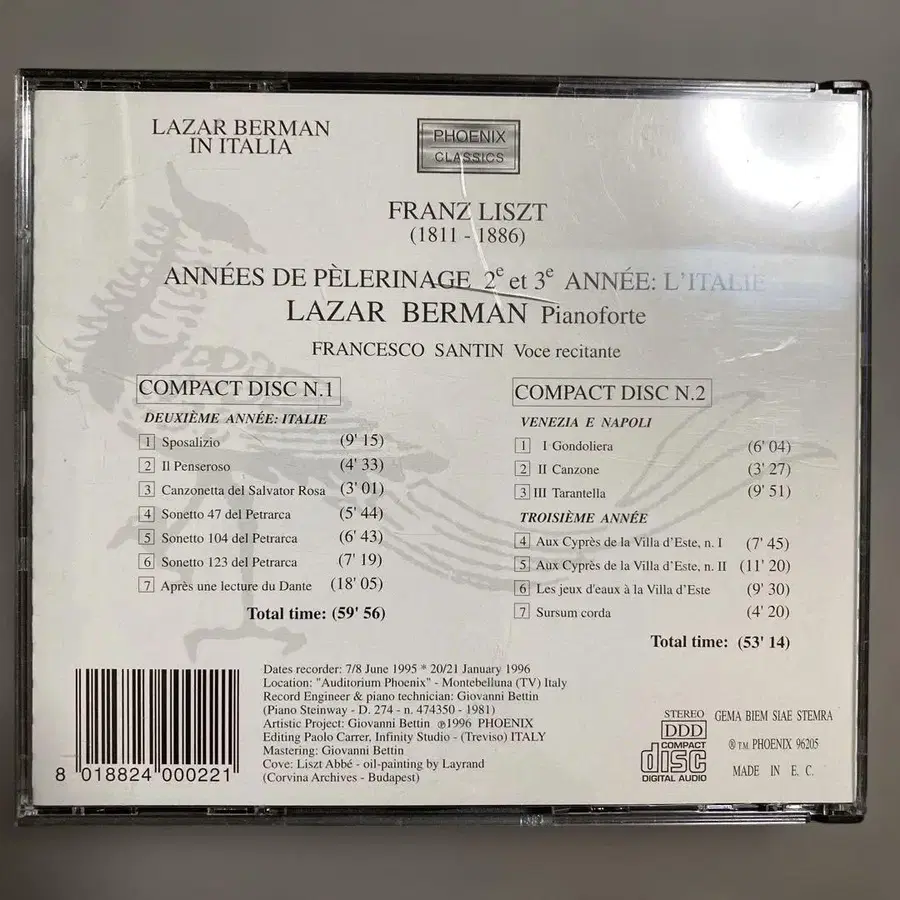 LAZAR BERMAN
IN ITALIA
PHOENIX
CLASSICS
FRANZ LISZT
(1811 - 1886)
ANNÉES DE PÈLERINAGE 2e et 3e ANNÉE: L'ITALIE
LAZAR BERMAN Pianoforte
FRANCESCO SANTIN Voce recitante
COMPACT DISC N.1
DEUXIÈME ANNÉE: ITALIE
1 Sposalizio (9' 15)
2 Il Penseroso (4' 33)
3 Canzonetta del Salvator Rosa (3' 01)
4 Sonetto 47 del Petrarca (5' 44)
5 Sonetto 104 del Petrarca (6' 43)
6 Sonetto 123 del Petrarca (7' 19)
7 Après une lecture du Dante (18' 05)
Total time: (59' 56)
COMPACT DISC N.2
VENEZIA E NAPOLI
1 I Gondoliera (6' 04)
2 II Canzone (3' 27)
3 III Tarantella (9' 51)
TROISIÈME ANNÉE
4 Aux Cyprès de la Villa d'Este, n. I (7' 45)
5 Aux Cyprès de la Villa d'Este, n. II (11' 20)
6 Les jeux d'eaux à la Villa d'Este (9' 30)
7 Sursum corda (4' 20)
Total time: (53' 14)
Dates recorder: 7/8 June 1995 * 20/21 January 1996
Location: "Auditorium Phoenix" - Montebelluna (TV) Italy
Record Engineer & piano technician: Giovanni Bettin
(Piano Steinway - D. 274 - n. 474350 - 1981)
Artistic Project: Giovanni Bettin ℗1996 PHOENIX
Editing Paolo Carrer, Infinity Studio - (Treviso) ITALY
Mastering: Giovanni Bettin
Cove: Liszt Abbé - oil-painting by Layrand
(Corvina Archives - Budapest)
8 018824 000221
STEREO
DDD
COMPACT
disc
DIGITAL AUDIO
GEMA BIEM SIAE STEMRA
® T.M. PHOENIX 96205
MADE IN E. C.